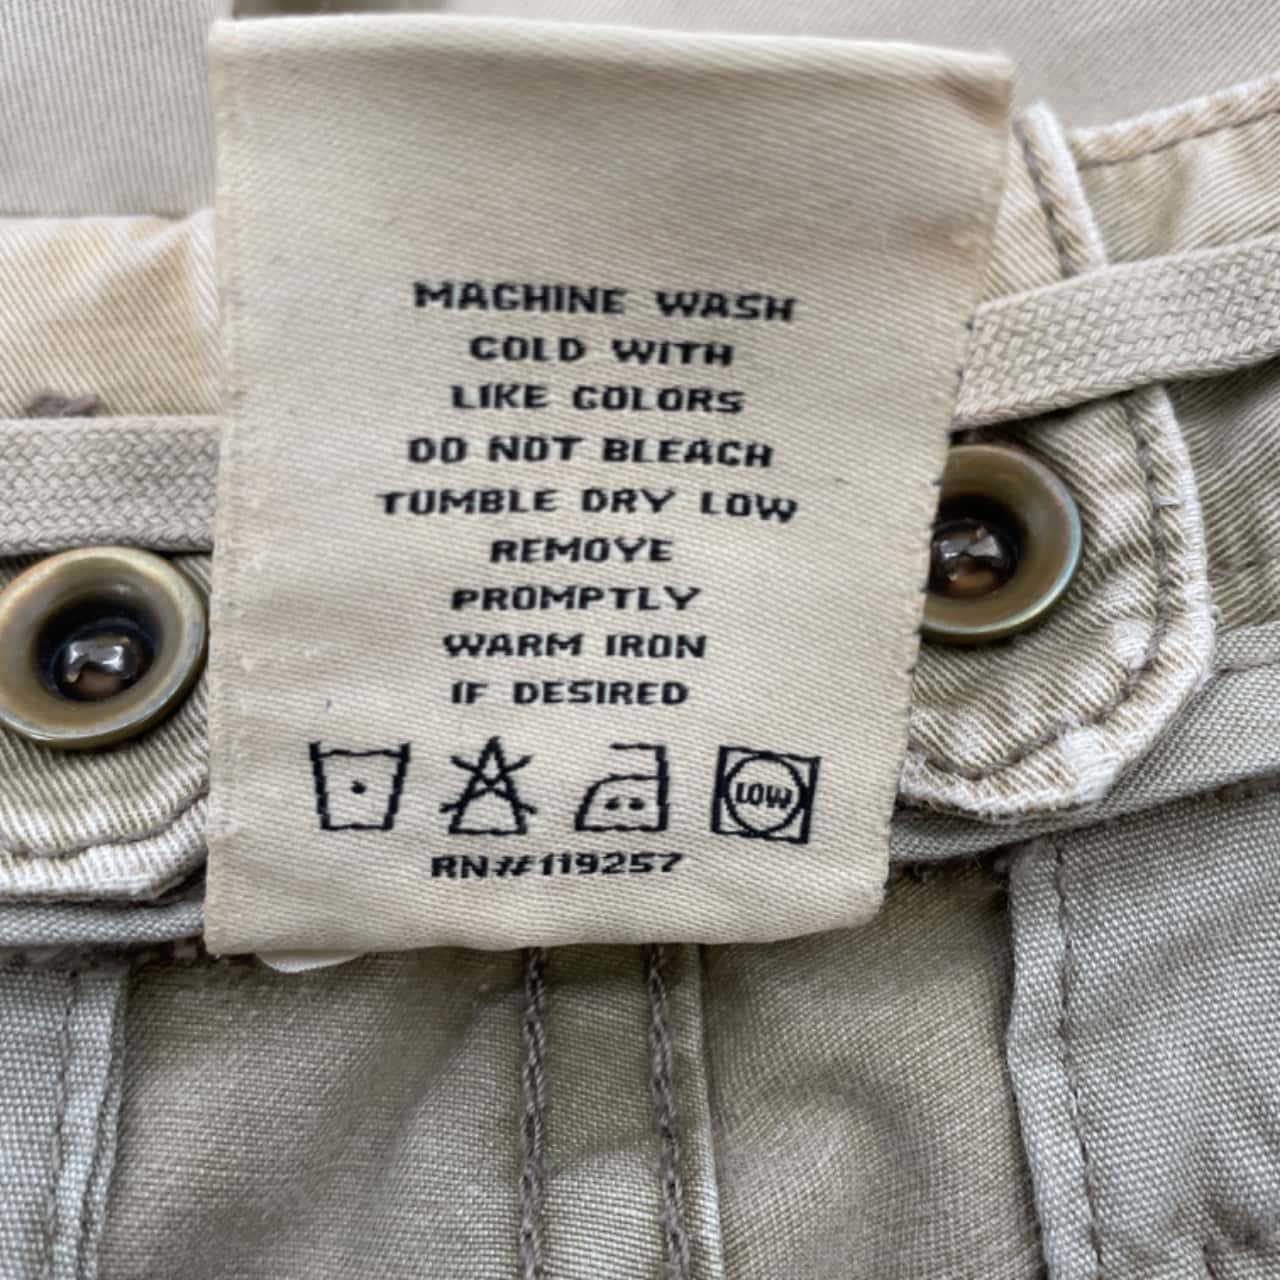 MACHINE WASH
COLD WITH
LIKE COLORS
DO NOT BLEACH
TUMBLE DRY LOW
REMOVE
PROMPTLY
WARM IRON
IF DESIRED
LOW
RN#119257